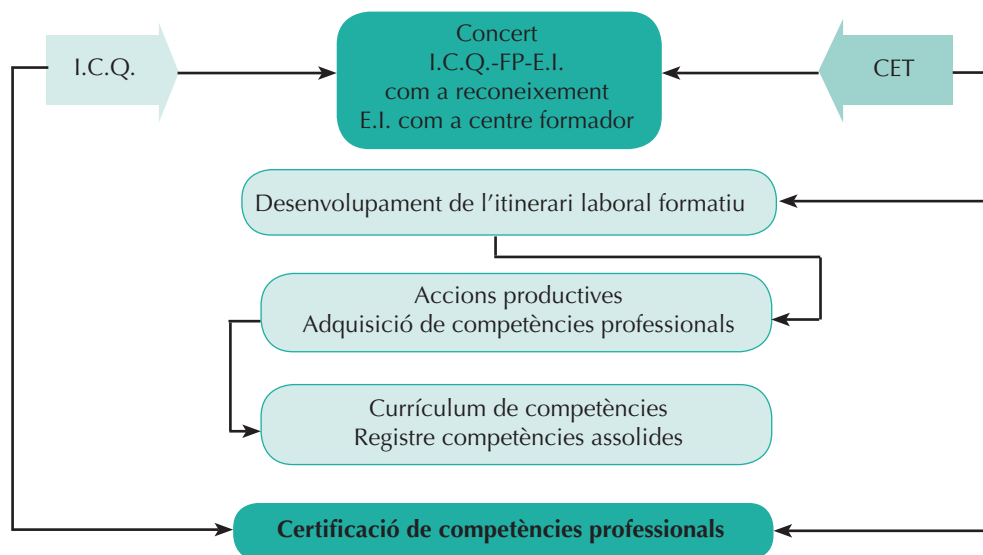 I.C.Q.
Concert
I.C.Q.-FP-E.I.
com a reconeixement
E.I. com a centre formador
CET
Desenvolupament de l’itinerari laboral formatiu
Accions productives
Adquisició de competències professionals
Currículum de competències
Registre competències assolides
Certificació de competències professionals